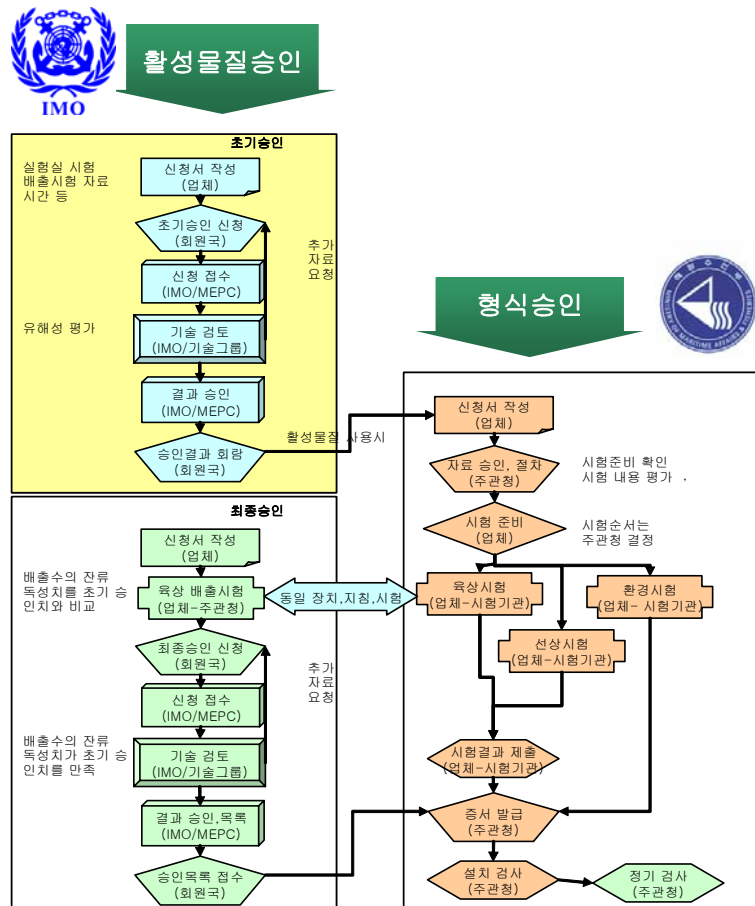 IMO
활성물질승인
초기승인
실험실 시험
배출시험 자료
시간 등
신청서 작성
(업체)
초기승인 신청
(회원국)
추가
자료
요청
신청 접수
(IMO/MEPC)
유해성 평가
기술 검토
(IMO/기술그룹)
결과 승인
(IMO/MEPC)
승인결과 회람
(회원국)
활성물질 사용시
최종승인
신청서 작성
(업체)
배출수의 잔류
독성치를 초기 승
인치와 비교
육상 배출시험
(업체-주관청)
동일 장치,지침,시험
최종승인 신청
(회원국)
추가
자료
요청
신청 접수
(IMO/MEPC)
배출수의 잔류
독성치가 초기 승
인치를 만족
기술 검토
(IMO/기술그룹)
결과 승인,목록
(IMO/MEPC)
승인목록 접수
(회원국)
형식승인
해양수산부
MINISTRY OF MARITIME AFFAIRS & FISHERIES
신청서 작성
(업체)
자료 승인, 절차
(주관청)
시험준비 확인
시험 내용 평가 .
시험 준비
(업체)
시험순서는
주관청 결정
육상시험
(업체-시험기관)
환경시험
(업체- 시험기관)
선상시험
(업체-시험기관)
시험결과 제출
(업체-시험기관)
증서 발급
(주관청)
설치 검사
(주관청)
정기 검사
(주관청)